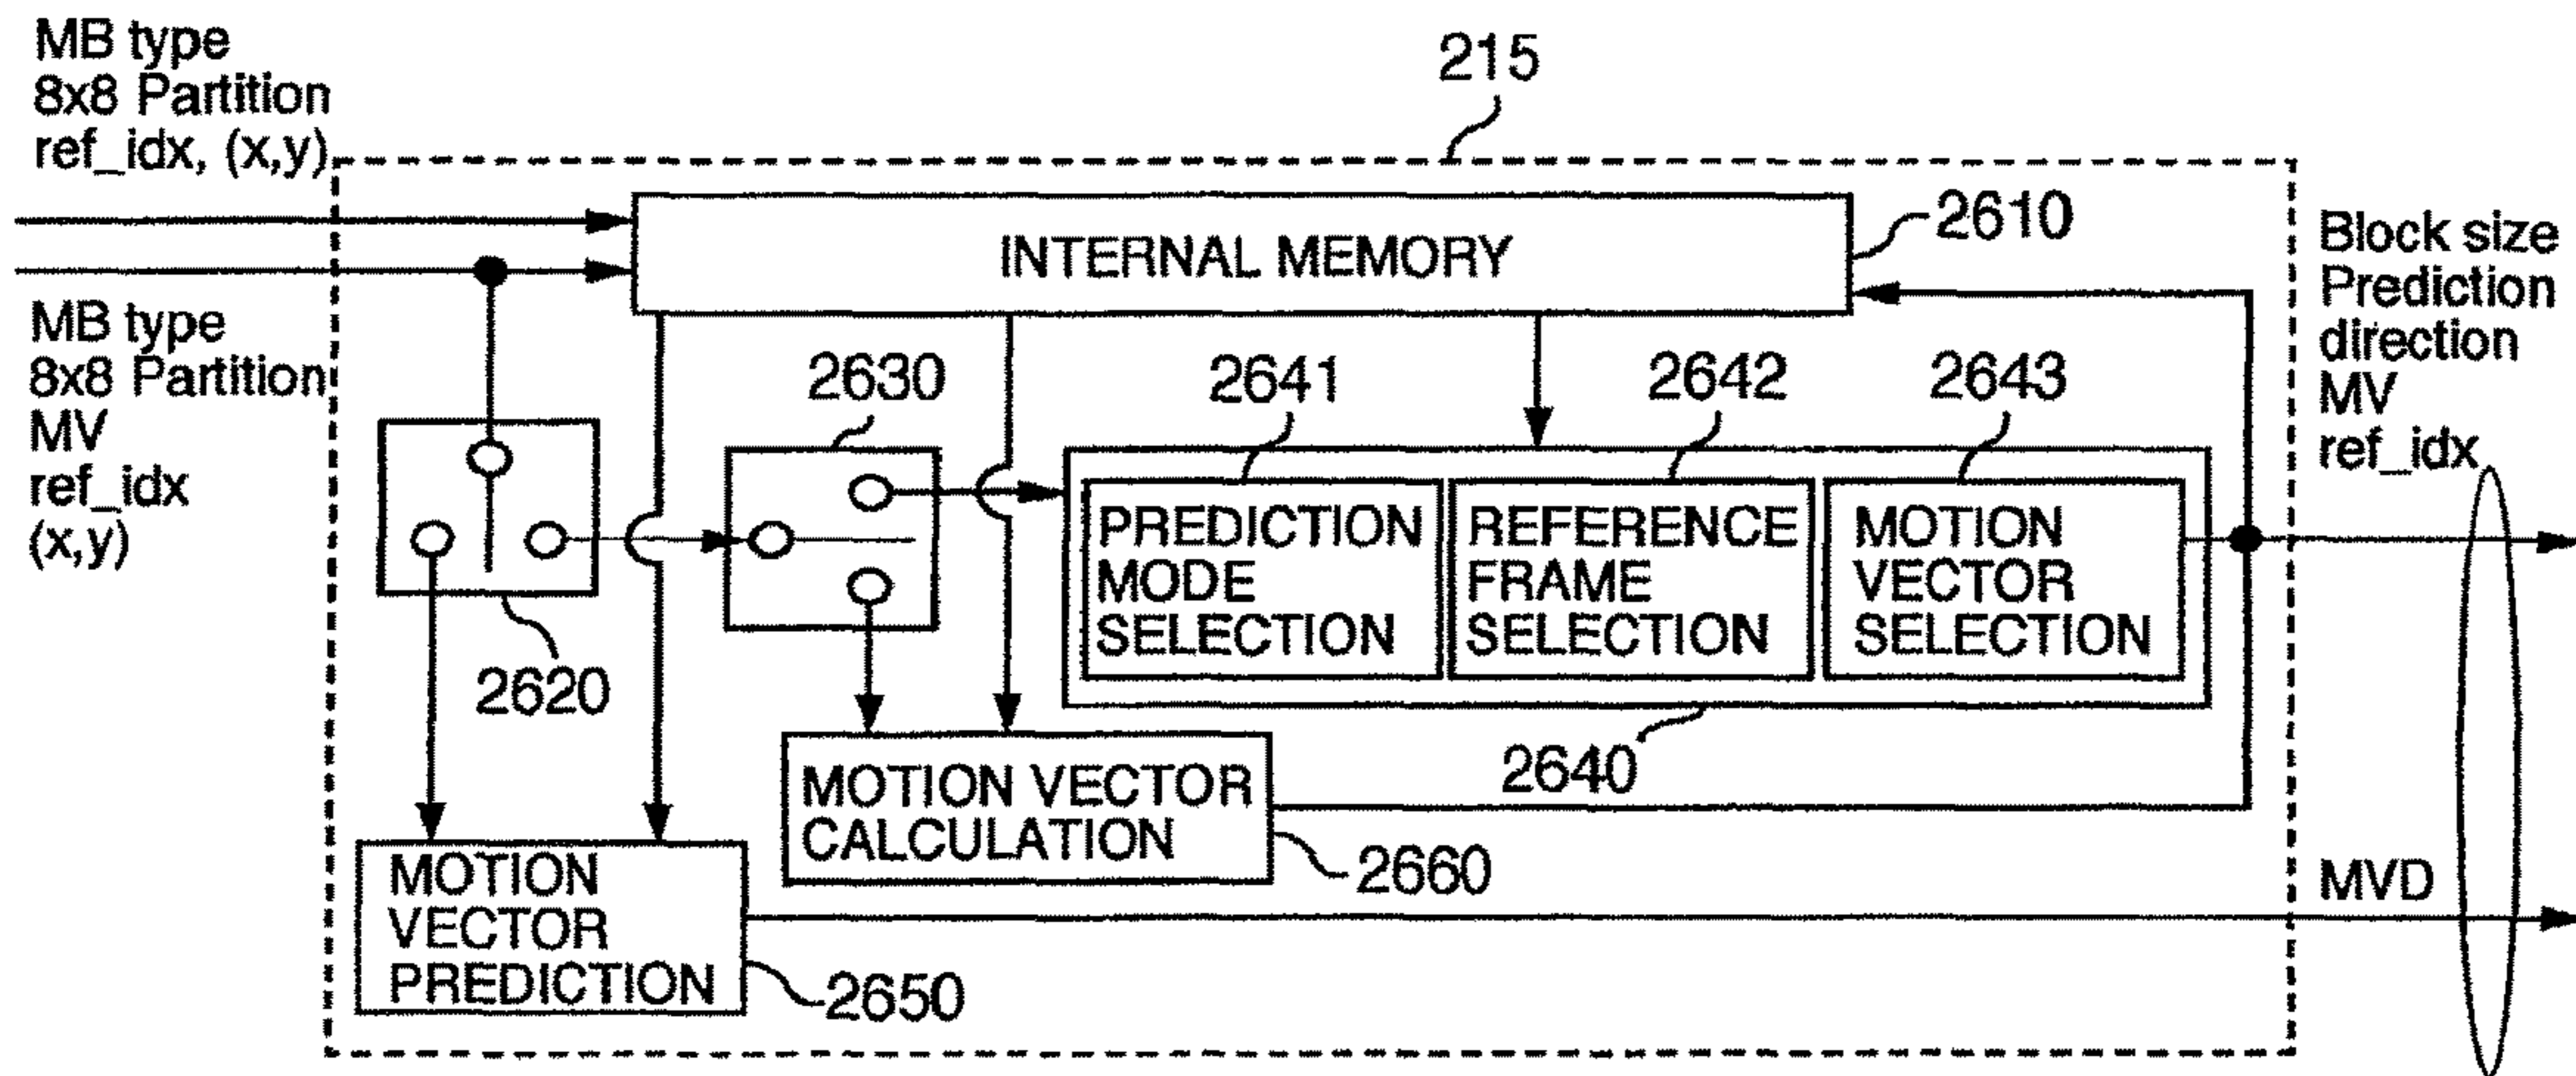 MB type
8x8 Partition
ref_idx, (x,y)
215
INTERNAL MEMORY
2610
MB type
8x8 Partition
MV
ref_idx
(x,y)
Block size
Prediction
direction
MV
ref_idx
2630
2641
2642
2643
PREDICTION
MODE
SELECTION
REFERENCE
FRAME
SELECTION
MOTION
VECTOR
SELECTION
2620
2640
MOTION VECTOR
CALCULATION
2660
MOTION
VECTOR
PREDICTION
2650
MVD